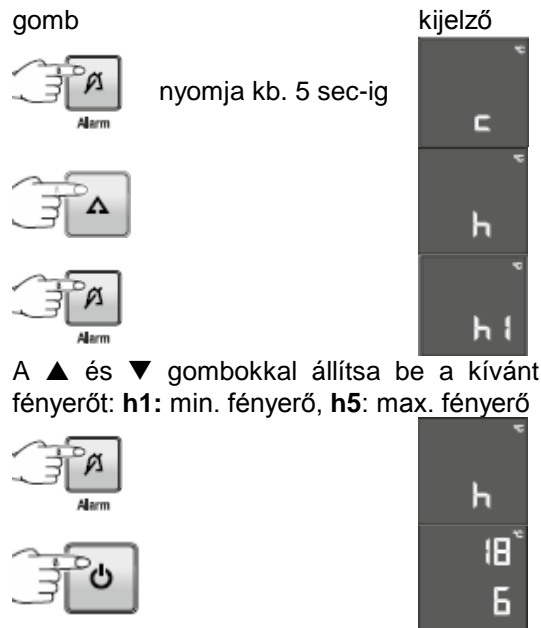 gomb kijelző
nyomja kb. 5 sec-ig
°C
Alarm
c
°C
h
°C
Alarm
h1
A ▲ és ▼ gombokkal állítsa be a kívánt
fényerőt: h1: min. fényerő, h5: max. fényerő
°C
Alarm
h
18 °C
6